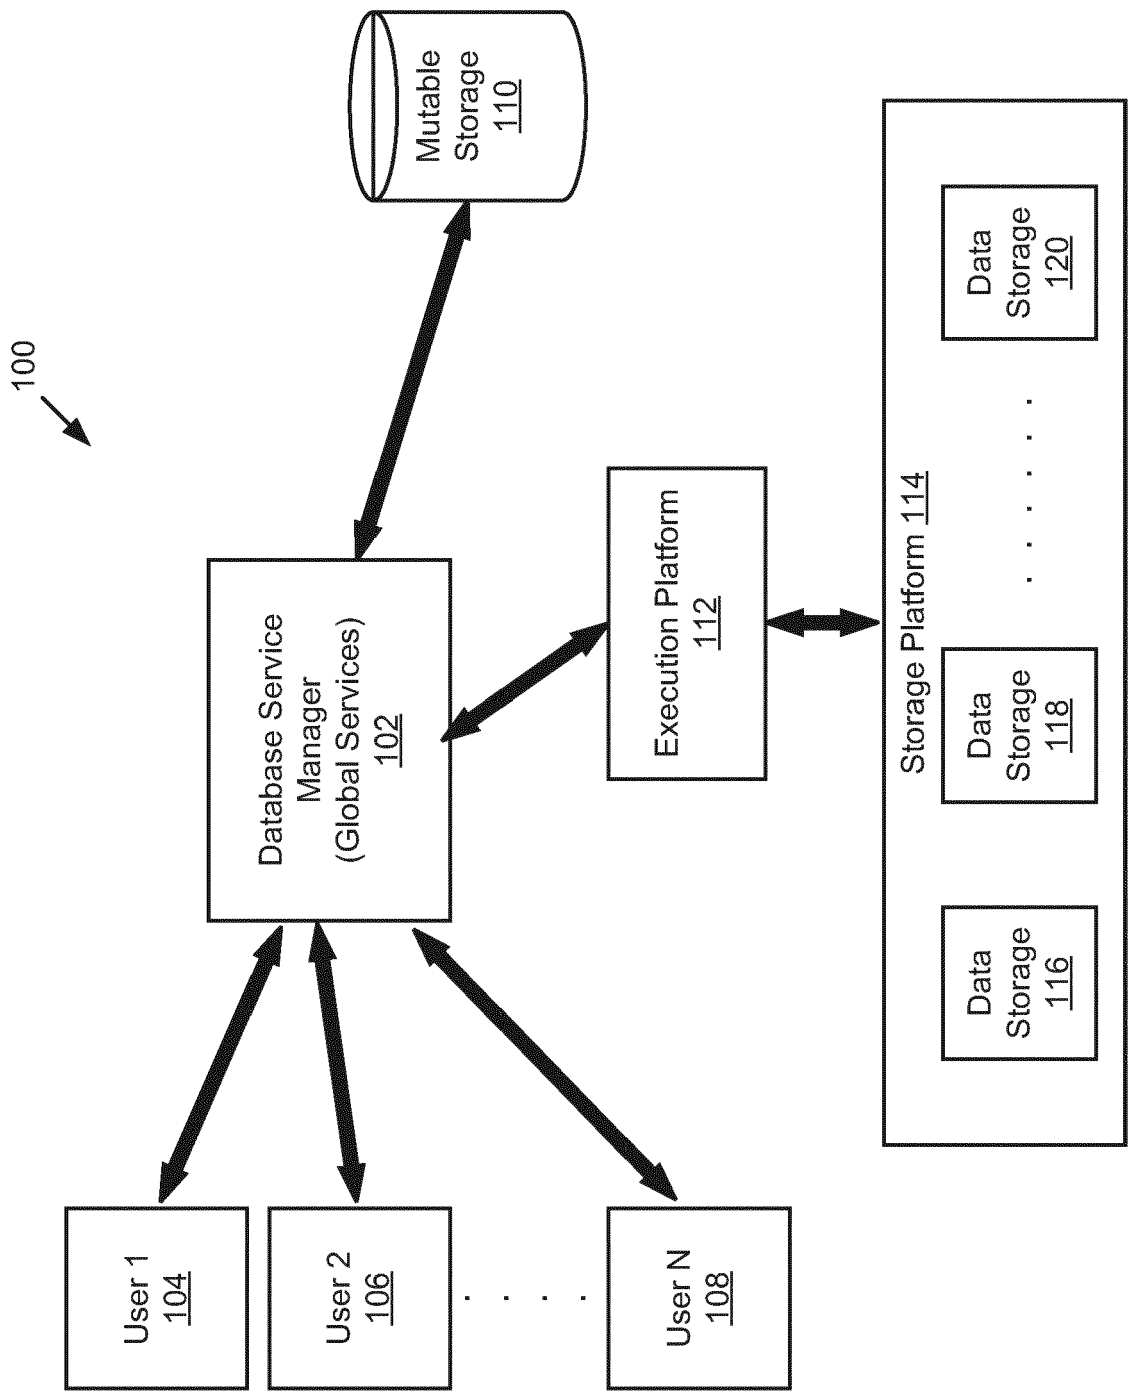 100
User 1
104
User 2
106
. . . .
User N
108
Database Service
Manager
(Global Services)
102
Mutable
Storage
110
Execution Platform
112
Storage Platform 114
Data
Storage
116
Data
Storage
118
. . . . . .
Data
Storage
120